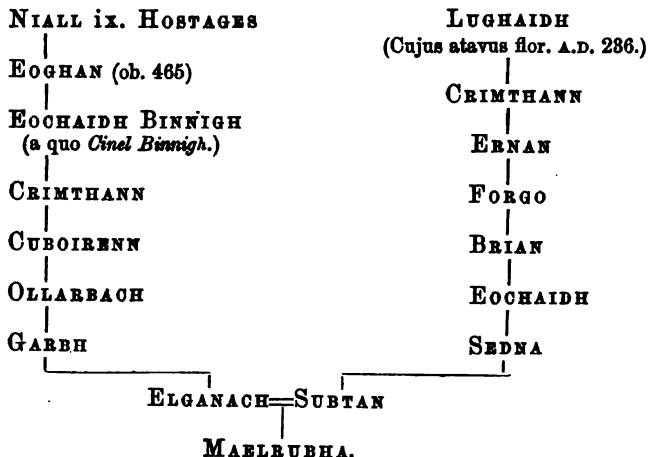 NIALL ix. HOSTAGES
EOGHAN (ob. 465)
EOCHAIDH BINNIGH
(a quo Cinel Binnigh.)
CRIMTHANN
CUBOIRENN
OLLARBACH
GARBH
LUGHAIDH
(Cujus atavus flor. A.D. 236.)
CRIMTHANN
ERNAN
FORGO
BRIAN
EOCHAIDH
SEDNA
ELGANACH=SUBTAN
MAELRUBHA.